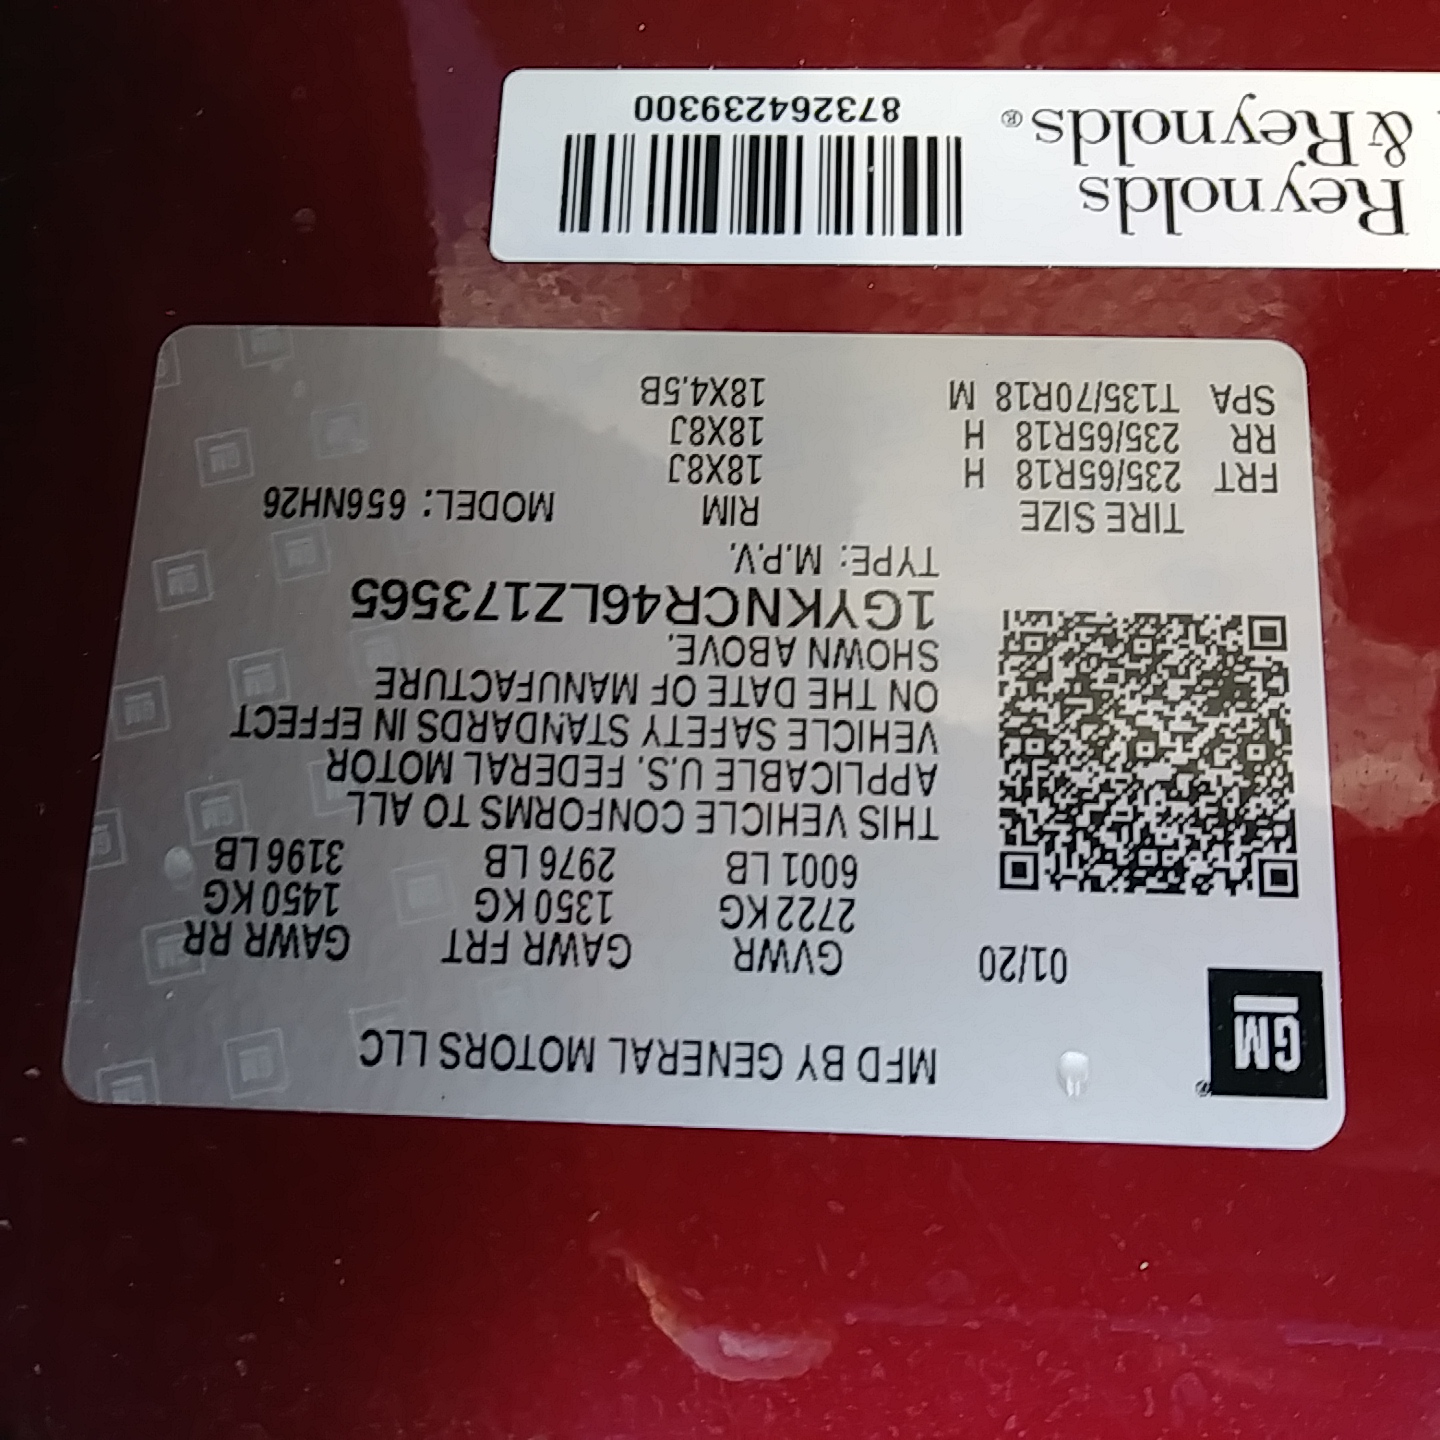 GM
®
MFD BY GENERAL MOTORS LLC
01/20 GVWR GAWR FRT GAWR RR
2722 KG 1350 KG 1450 KG
6001 LB 2976 LB 3196 LB
THIS VEHICLE CONFORMS TO ALL
APPLICABLE U.S. FEDERAL MOTOR
VEHICLE SAFETY STANDARDS IN EFFECT
ON THE DATE OF MANUFACTURE
SHOWN ABOVE.
1GYKNCR46LZ173565
TYPE: M.P.V.
TIRE SIZE RIM MODEL: 656NH26
FRT 235/65R18 H 18X8J
RR 235/65R18 H 18X8J
SPA T135/70R18 M 18X4.5B
Reynolds
& Reynolds®
873264239300